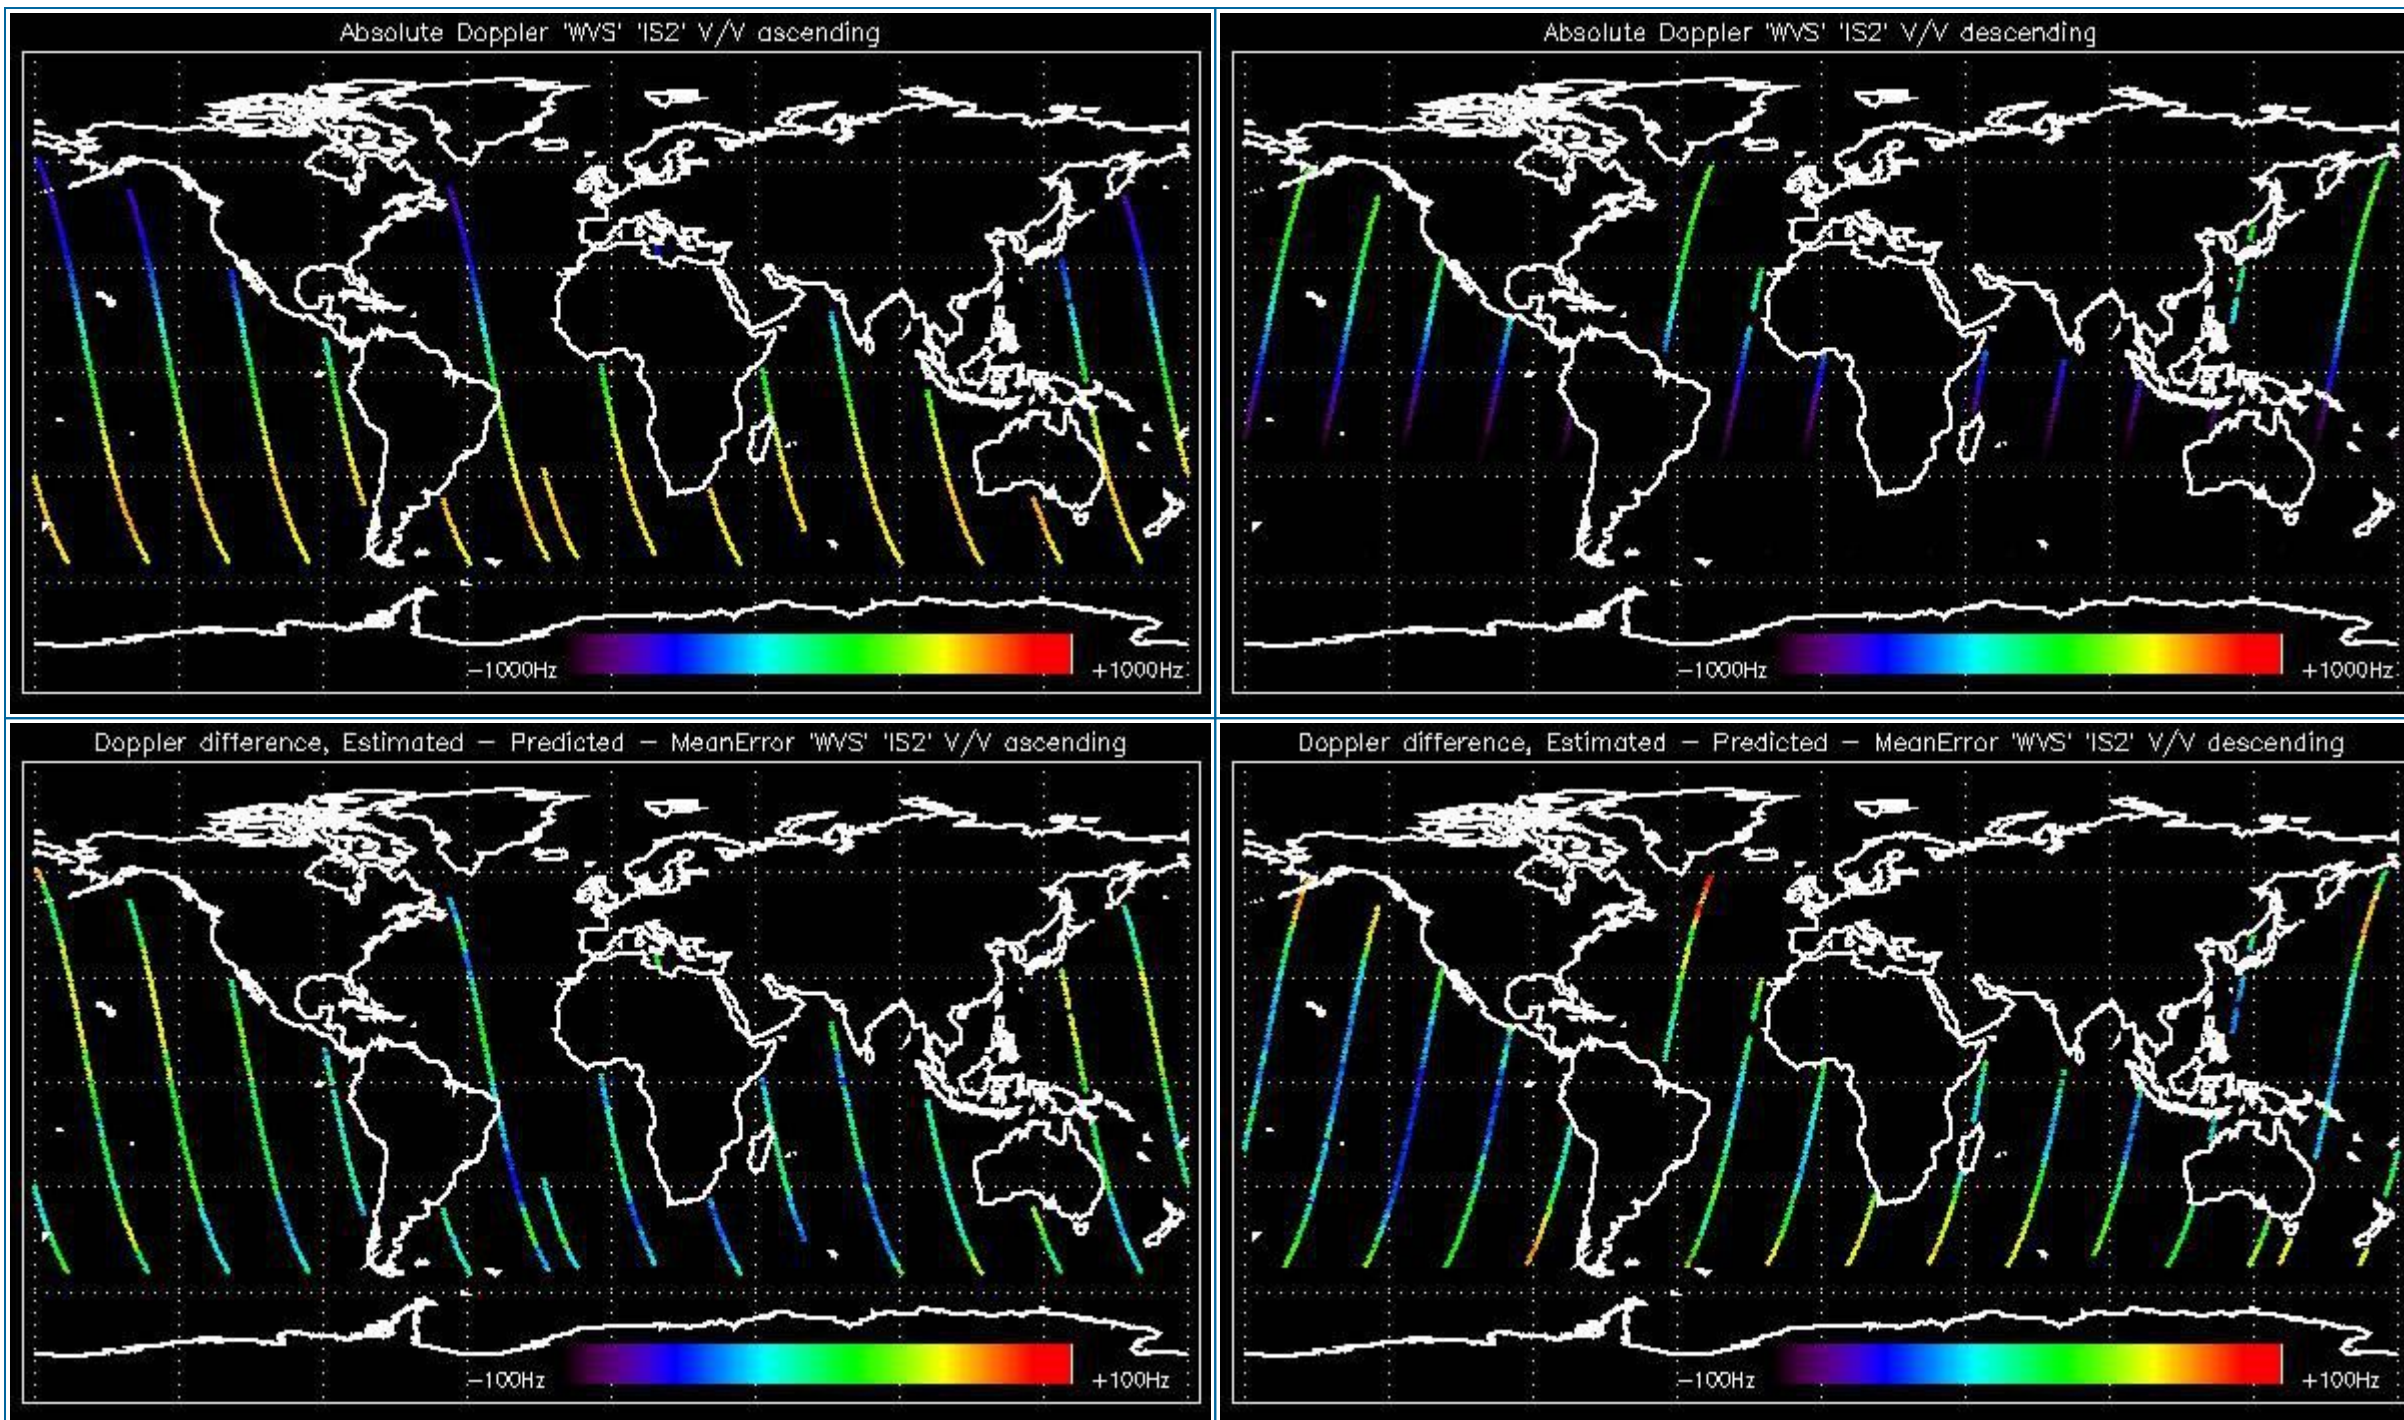 Absolute Doppler 'WVS' 'IS2' V/V ascending
-1000Hz
+1000Hz
Absolute Doppler 'WVS' 'IS2' V/V descending
-1000Hz
+1000Hz
Doppler difference, Estimated - Predicted - MeanError 'WVS' 'IS2' V/V ascending
-100Hz
+100Hz
Doppler difference, Estimated - Predicted - MeanError 'WVS' 'IS2' V/V descending
-100Hz
+100Hz